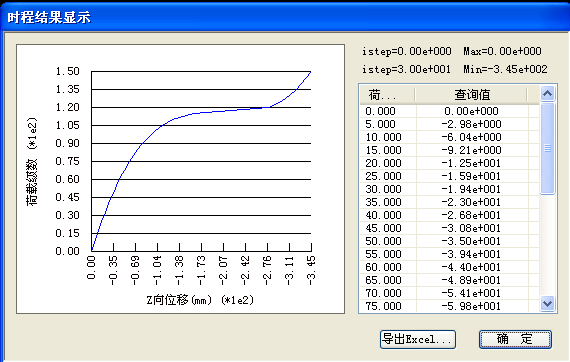 时程结果显示
istep=0.00e+000 Max=0.00e+000
istep=3.00e+001 Min=-3.45e+002
荷载级数 (*1e2)
1.50
1.35
1.20
1.05
0.90
0.75
0.60
0.45
0.30
0.15
0.00
0.00 -0.35 -0.69 -1.04 -1.38 -1.73 -2.07 -2.42 -2.76 -3.11 -3.45
Z向位移(mm) (*1e2)
荷... 查询值
0.000 0.00e+000
5.000 -2.98e+000
10.000 -6.04e+000
15.000 -9.21e+000
20.000 -1.25e+001
25.000 -1.59e+001
30.000 -1.94e+001
35.000 -2.30e+001
40.000 -2.68e+001
45.000 -3.08e+001
50.000 -3.50e+001
55.000 -3.94e+001
60.000 -4.40e+001
65.000 -4.89e+001
70.000 -5.41e+001
75.000 -5.98e+001
导出Excel...
确 定